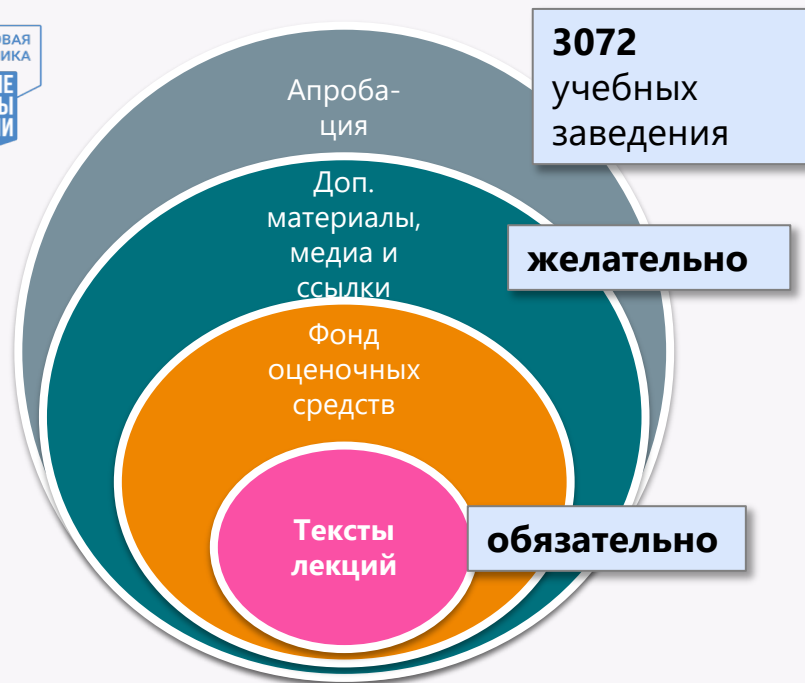 Апроба-
ция
3072
учебных
заведения
Доп.
материалы,
медиа и
ссылки
желательно
Фонд
оценочных
средств
Тексты
лекций
обязательно